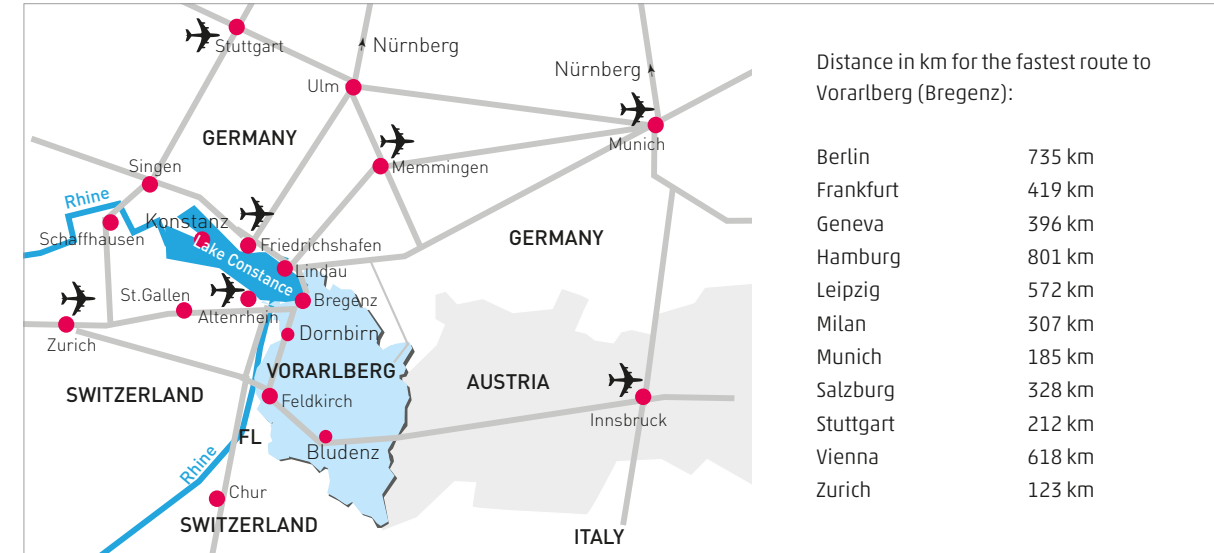 Stuttgart
Nürnberg
Nürnberg
Ulm
Munich
GERMANY
Memmingen
Singen
Rhine
Konstanz
Schaffhausen
Friedrichshafen
GERMANY
Lake Constance
Lindau
St.Gallen
Bregenz
Altenrhein
Dornbirn
Zurich
VORARLBERG
AUSTRIA
SWITZERLAND
Feldkirch
Innsbruck
FL
Bludenz
Rhine
Chur
SWITZERLAND
ITALY
Distance in km for the fastest route to
Vorarlberg (Bregenz):
Berlin 735 km
Frankfurt 419 km
Geneva 396 km
Hamburg 801 km
Leipzig 572 km
Milan 307 km
Munich 185 km
Salzburg 328 km
Stuttgart 212 km
Vienna 618 km
Zurich 123 km